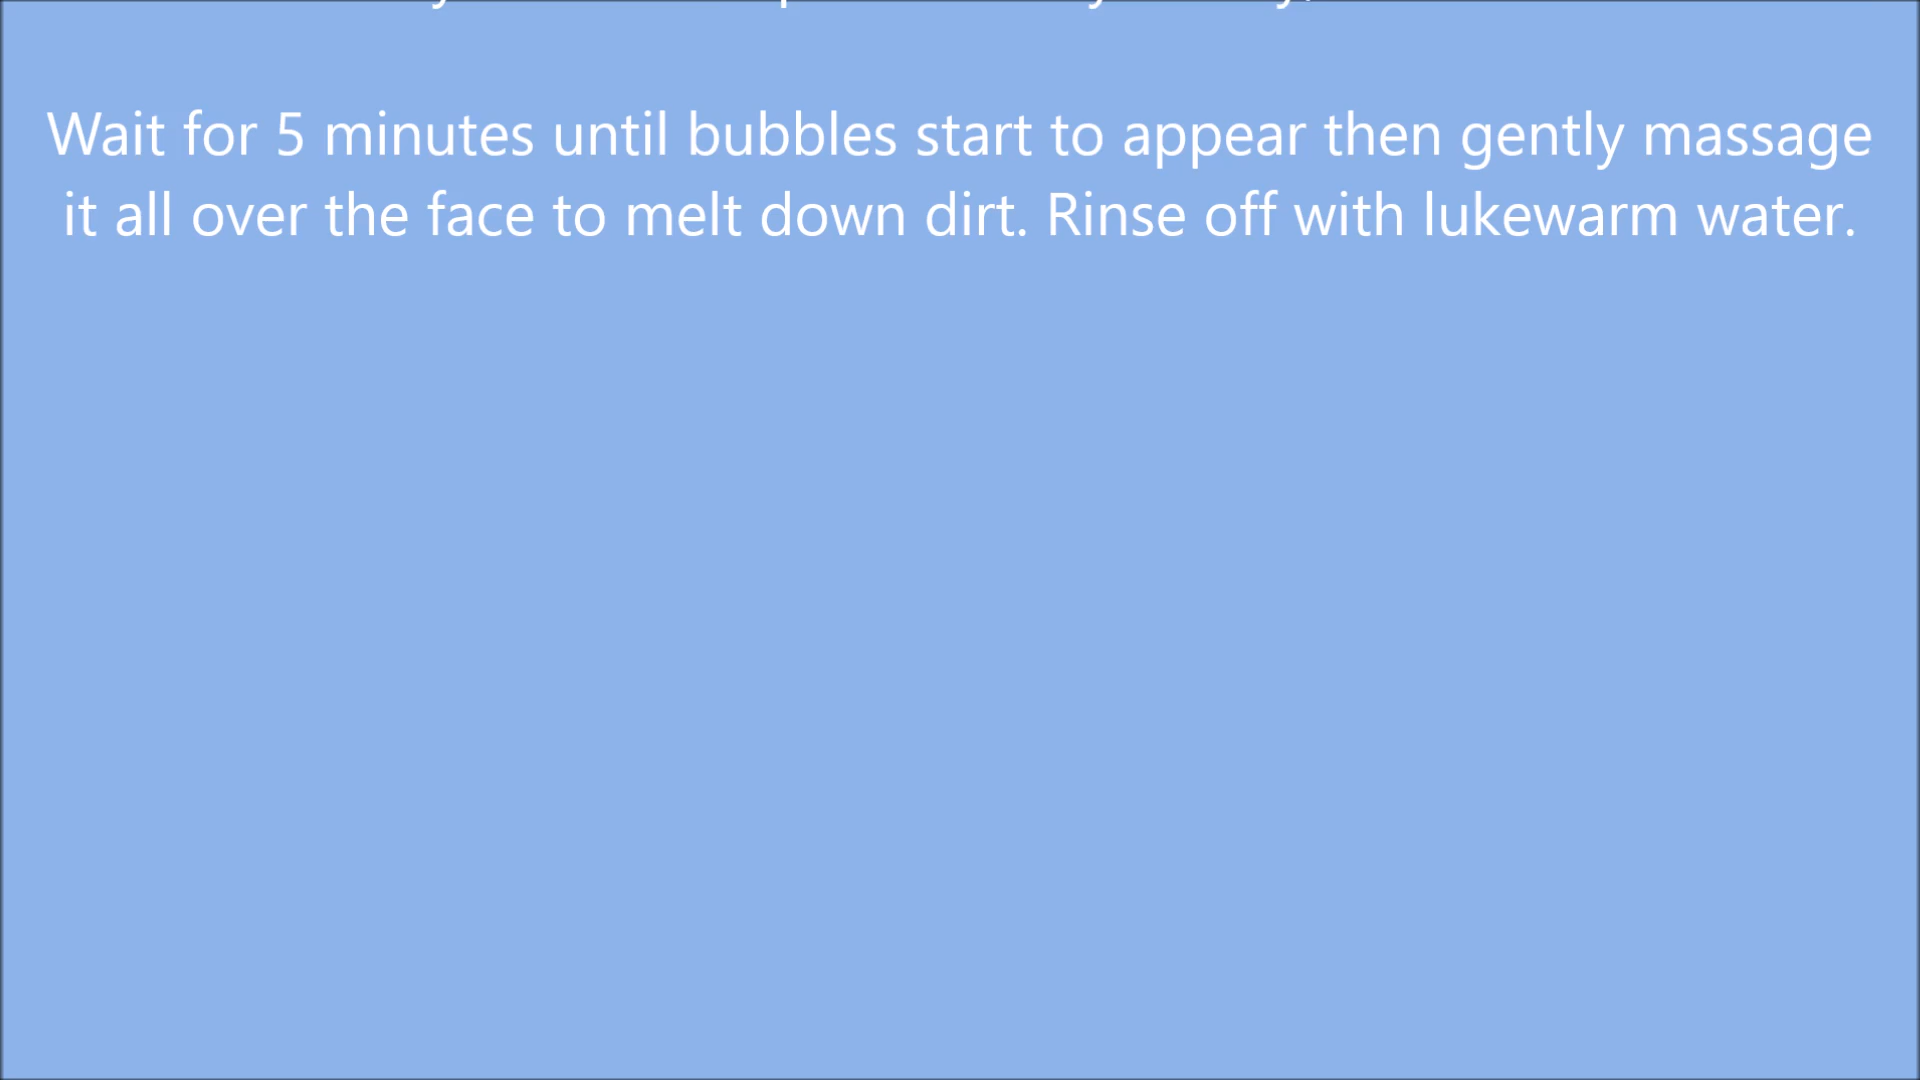 Wait for 5 minutes until bubbles start to appear then gently massage
it all over the face to melt down dirt. Rinse off with lukewarm water.